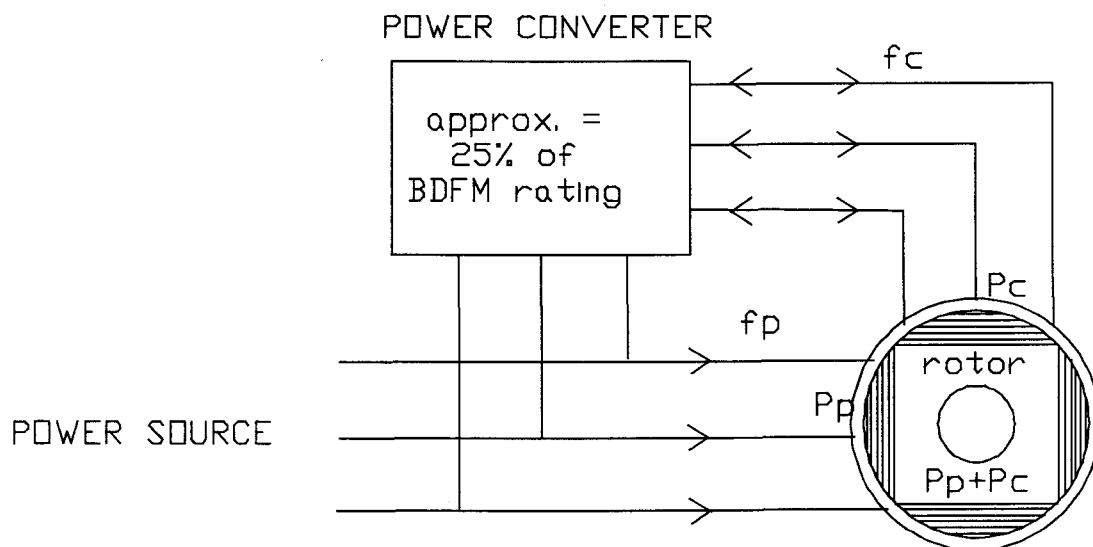 POWER CONVERTER
fc
approx. =
25% of
BDFM rating
Pc
fp
rotor
Pp
POWER SOURCE
Pp+Pc